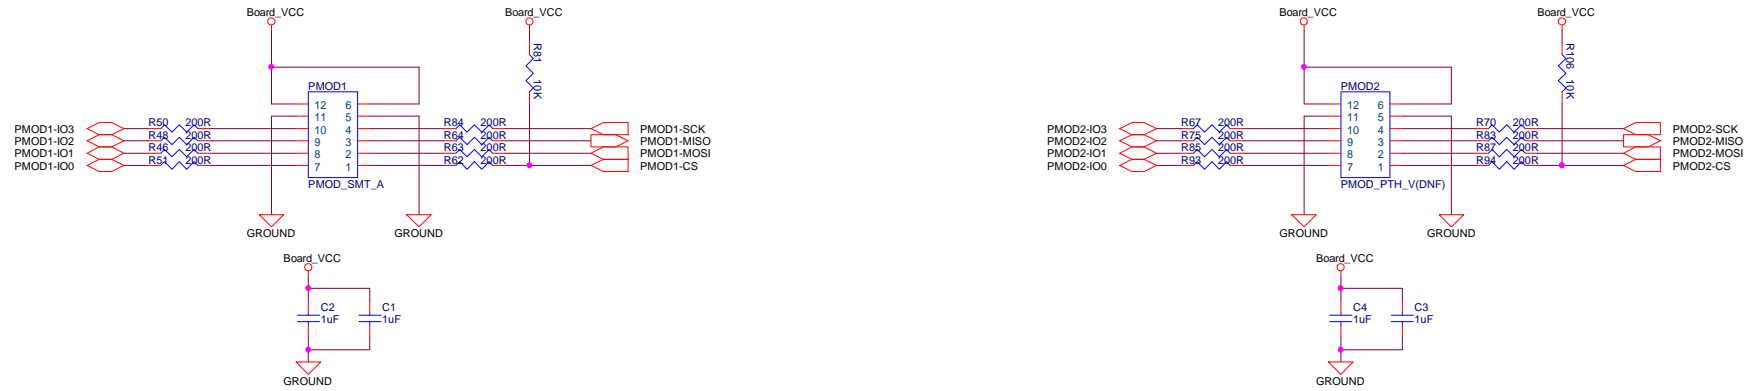 Board_VCC
Board_VCC
R81
10K
PMOD1
12 6
11 5
10 4
9 3
8 2
7 1
PMOD_SMT_A
PMOD1-IO3 R50 200R
PMOD1-IO2 R48 200R
PMOD1-IO1 R46 200R
PMOD1-IO0 R51 200R
R84 200R PMOD1-SCK
R64 200R PMOD1-MISO
R63 200R PMOD1-MOSI
R62 200R PMOD1-CS
GROUND
GROUND
Board_VCC
C2
1uF
C1
1uF
GROUND
Board_VCC
Board_VCC
R106
10K
PMOD2
12 6
11 5
10 4
9 3
8 2
7 1
PMOD_PTH_V(DNF)
PMOD2-IO3 R67 200R
PMOD2-IO2 R75 200R
PMOD2-IO1 R85 200R
PMOD2-IO0 R93 200R
R70 200R PMOD2-SCK
R83 200R PMOD2-MISO
R87 200R PMOD2-MOSI
R94 200R PMOD2-CS
GROUND
GROUND
Board_VCC
C4
1uF
C3
1uF
GROUND